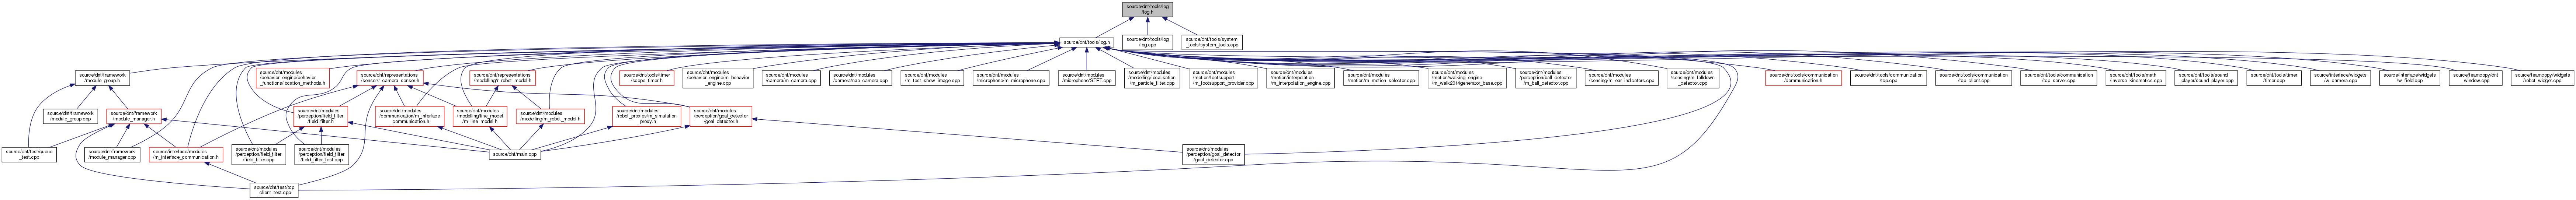 source/dnt/tools/log
/log.h
source/dnt/tools/log.h
source/dnt/tools/log
/log.cpp
source/dnt/tools/system
_tools/system_tools.cpp
source/dnt/framework
/module_group.h
source/dnt/modules
/behavior_engine/behavior
_functions/location_methods.h
source/dnt/representations
/sensor/r_camera_sensor.h
source/dnt/representations
/modelling/r_robot_model.h
source/dnt/tools/timer
/scope_timer.h
source/dnt/modules
/behavior_engine/m_behavior
_engine.cpp
source/dnt/modules
/camera/m_camera.cpp
source/dnt/modules
/camera/nao_camera.cpp
source/dnt/modules
/m_test_show_image.cpp
source/dnt/modules
/microphone/m_microphone.cpp
source/dnt/modules
/microphone/STFT.cpp
source/dnt/modules
/modelling/localisation
/m_particle_filter.cpp
source/dnt/modules
/motion/footsupport
/m_footsupport_provider.cpp
source/dnt/modules
/motion/interpolation
/m_interpolation_engine.cpp
source/dnt/modules
/motion/m_motion_selector.cpp
source/dnt/modules
/motion/walking_engine
/m_walk2014generator_base.cpp
source/dnt/modules
/perception/ball_detector
/m_ball_detector.cpp
source/dnt/modules
/sensing/m_ear_indicators.cpp
source/dnt/modules
/sensing/m_falldown
_detector.cpp
source/dnt/tools/communication
/communication.h
source/dnt/tools/communication
/tcp.cpp
source/dnt/tools/communication
/tcp_client.cpp
source/dnt/tools/communication
/tcp_server.cpp
source/dnt/tools/math
/inverse_kinematics.cpp
source/dnt/tools/sound
_player/sound_player.cpp
source/dnt/tools/timer
/timer.cpp
source/interface/widgets
/w_camera.cpp
source/interface/widgets
/w_field.cpp
source/teamcopy/dnt
_window.cpp
source/teamcopy/widgets
/robot_widget.cpp
source/dnt/framework
/module_group.cpp
source/dnt/framework
/module_manager.h
source/dnt/modules
/perception/field_filter
/field_filter.h
source/dnt/modules
/communication/m_interface
_communication.h
source/dnt/modules
/modelling/line_model
/m_line_model.h
source/dnt/modules
/modelling/m_robot_model.h
source/dnt/modules
/robot_proxies/m_simulation
_proxy.h
source/dnt/modules
/perception/goal_detector
/goal_detector.h
source/dnt/test/queue
_test.cpp
source/dnt/framework
/module_manager.cpp
source/interface/modules
/m_interface_communication.h
source/dnt/modules
/perception/field_filter
/field_filter.cpp
source/dnt/modules
/perception/field_filter
/field_filter_test.cpp
source/dnt/main.cpp
source/dnt/modules
/perception/goal_detector
/goal_detector.cpp
source/dnt/test/tcp
_client_test.cpp